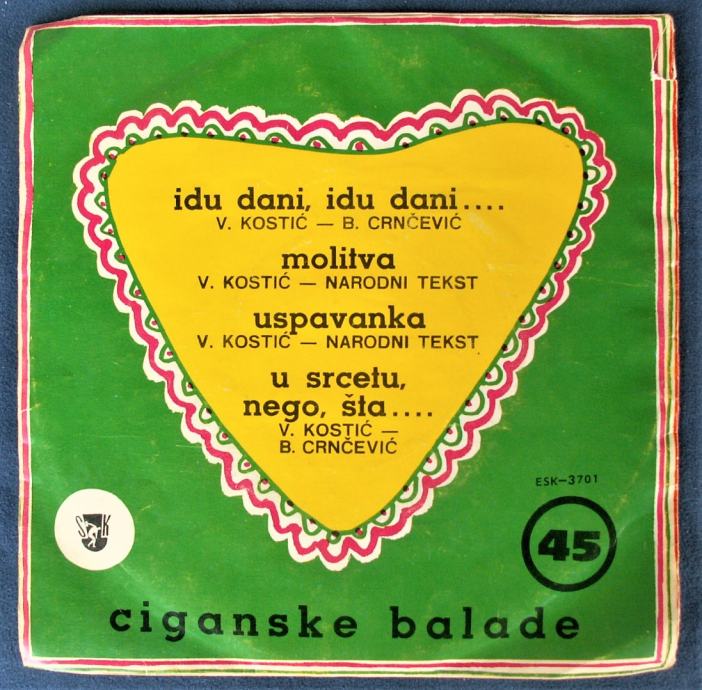 idu dani, idu dani....
V. KOSTIĆ — B. CRNČEVIĆ
molitva
V. KOSTIĆ — NARODNI TEKST
uspavanka
V. KOSTIĆ — NARODNI TEKST
u srcetu,
nego, šta....
V. KOSTIĆ —
B. CRNČEVIĆ
ESK—3701
SK
45
ciganske balade